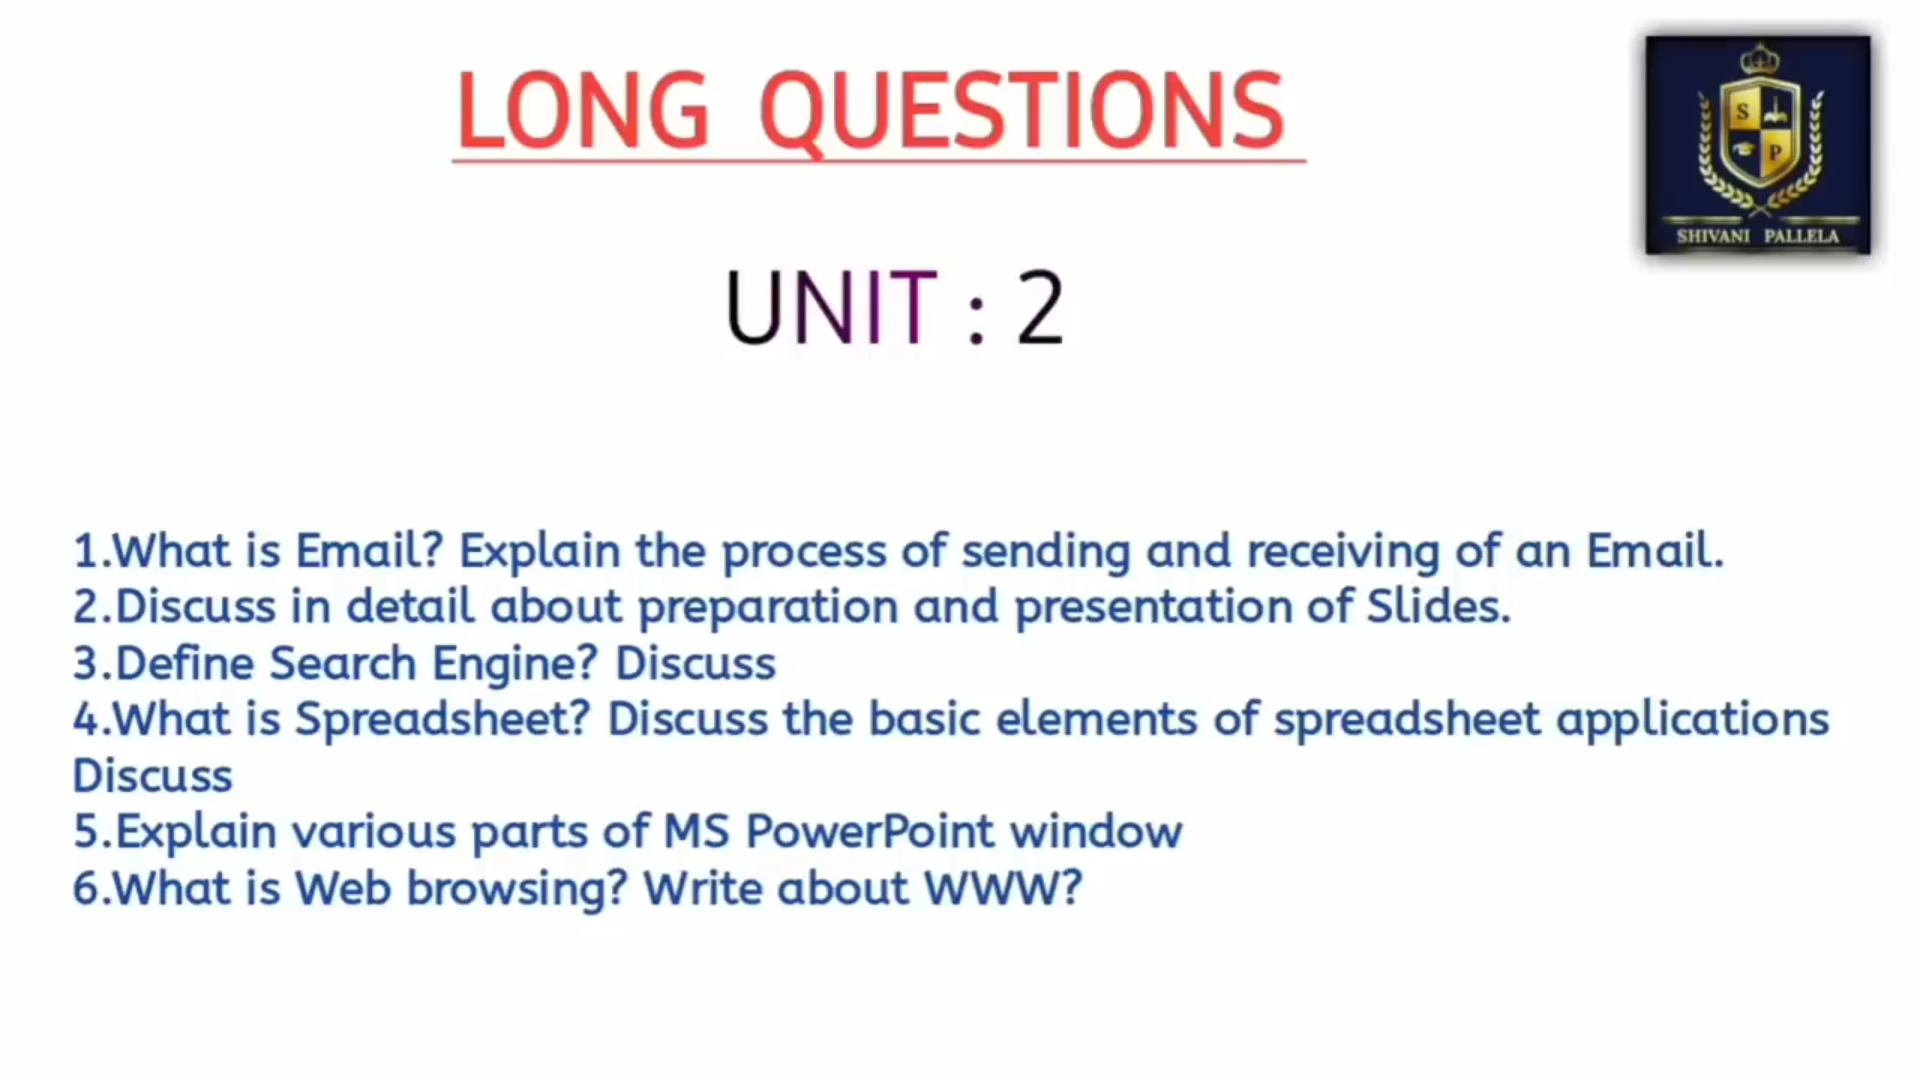 LONG QUESTIONS
S
P
SHIVANI PALLELA
UNIT : 2
1.What is Email? Explain the process of sending and receiving of an Email.
2.Discuss in detail about preparation and presentation of Slides.
3.Define Search Engine? Discuss
4.What is Spreadsheet? Discuss the basic elements of spreadsheet applications
Discuss
5.Explain various parts of MS PowerPoint window
6.What is Web browsing? Write about WWW?